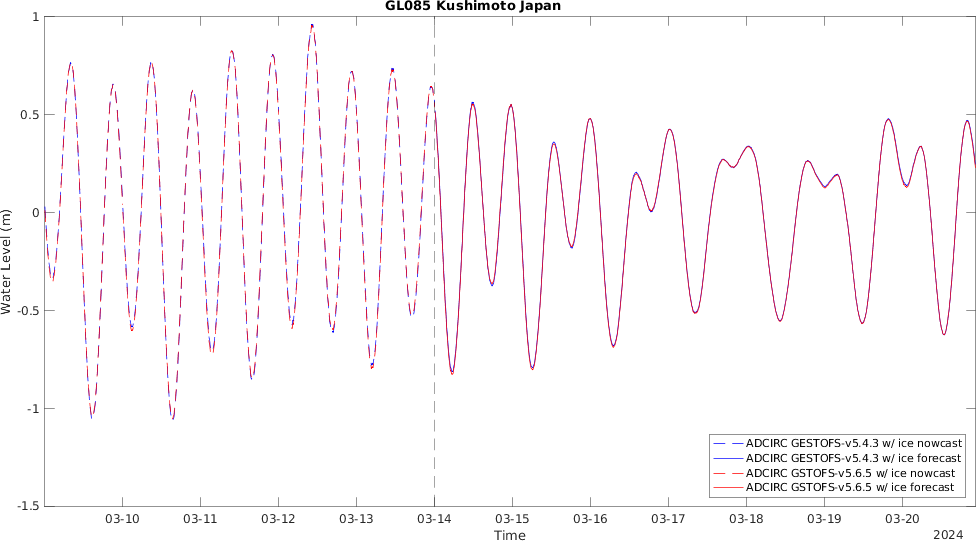 GL085 Kushimoto Japan
1
0.5
0
-0.5
-1
-1.5
Water Level (m)
03-10
03-11
03-12
03-13
03-14
03-15
03-16
03-17
03-18
03-19
03-20
Time
2024
ADCIRC GESTOFS-v5.4.3 w/ ice nowcast
ADCIRC GESTOFS-v5.4.3 w/ ice forecast
ADCIRC GSTOFS-v5.6.5 w/ ice nowcast
ADCIRC GSTOFS-v5.6.5 w/ ice forecast